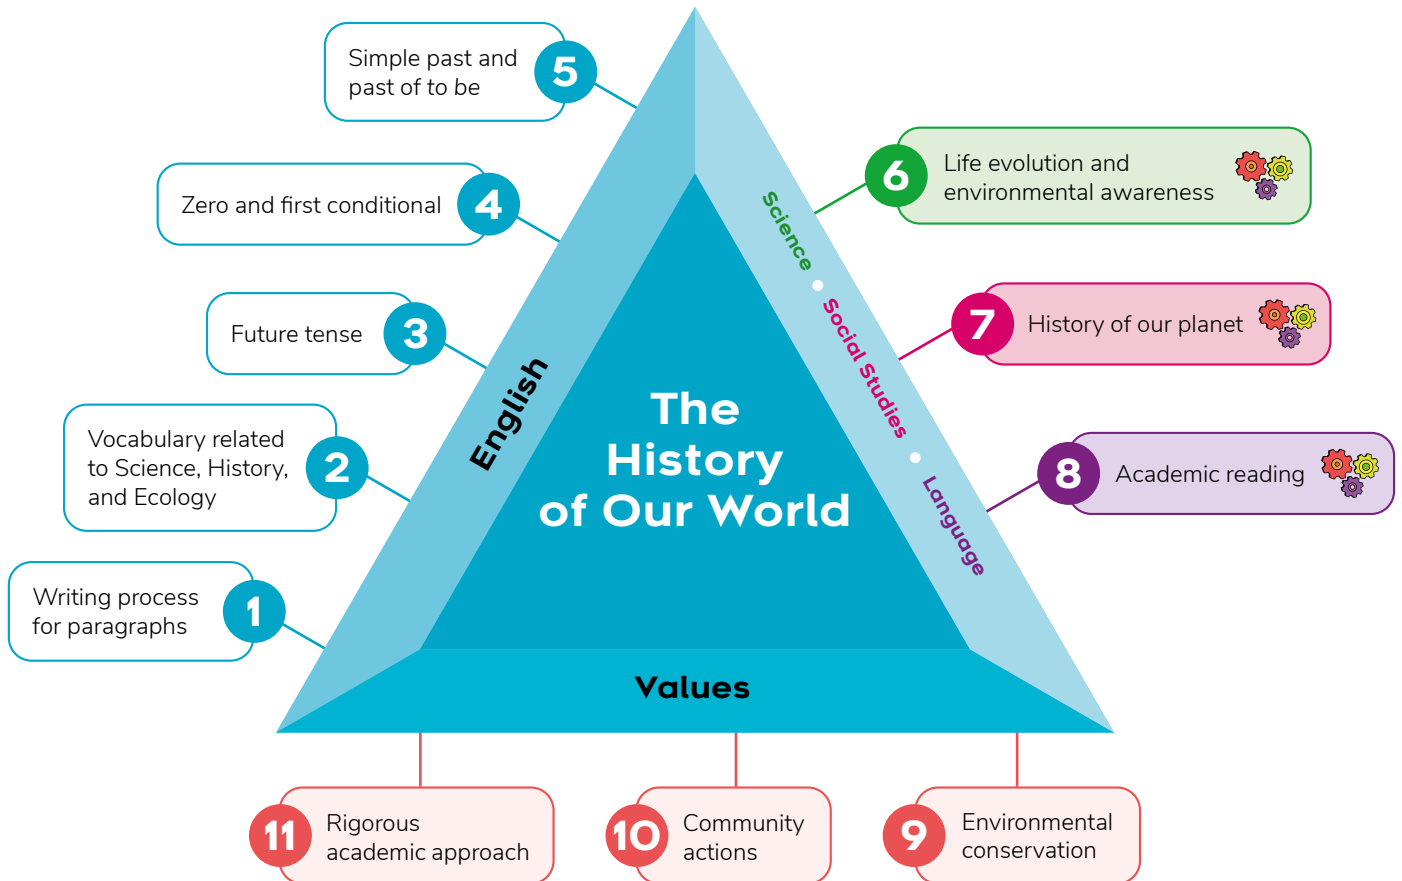 Simple past and
past of to be
5
Zero and first conditional
4
Future tense
3
Vocabulary related
to Science, History,
and Ecology
2
Writing process
for paragraphs
1
English
The
History
of Our World
Science • Social Studies • Language
6
Life evolution and
environmental awareness
7
History of our planet
8
Academic reading
Values
11
Rigorous
academic approach
10
Community
actions
9
Environmental
conservation